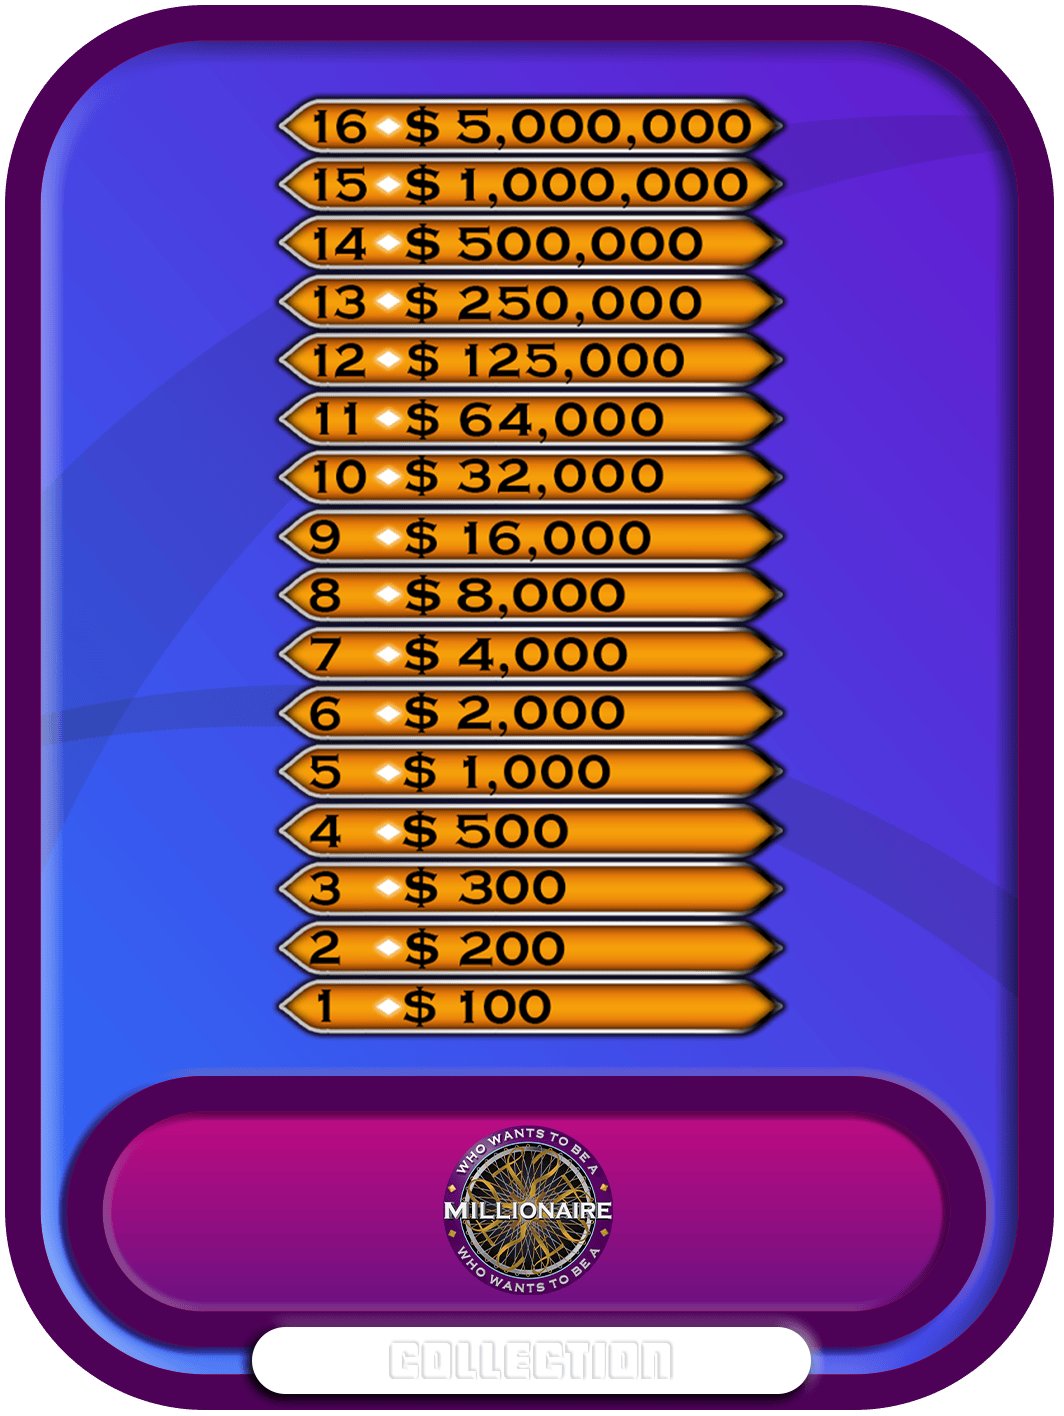 16 $ 5,000,000
15 $ 1,000,000
14 $ 500,000
13 $ 250,000
12 $ 125,000
11 $ 64,000
10 $ 32,000
9 $ 16,000
8 $ 8,000
7 $ 4,000
6 $ 2,000
5 $ 1,000
4 $ 500
3 $ 300
2 $ 200
1 $ 100
WHO WANTS TO BE A
MILLIONAIRE
WHO WANTS TO BE A
COLLECTION